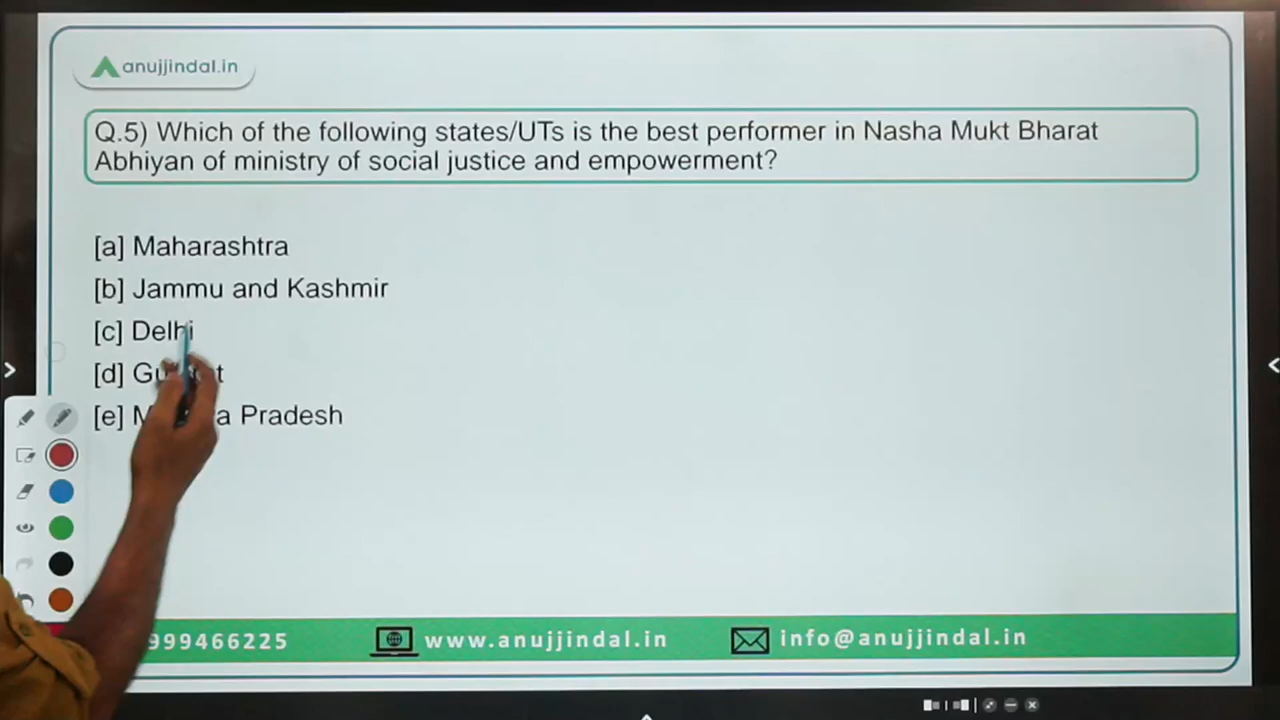 anujjindal.in
Q.5) Which of the following states/UTs is the best performer in Nasha Mukt Bharat
Abhiyan of ministry of social justice and empowerment?
[a] Maharashtra
[b] Jammu and Kashmir
[c] Delhi
[d]
[e] Pradesh
999466225
www.anujjindal.in
info@anujjindal.in